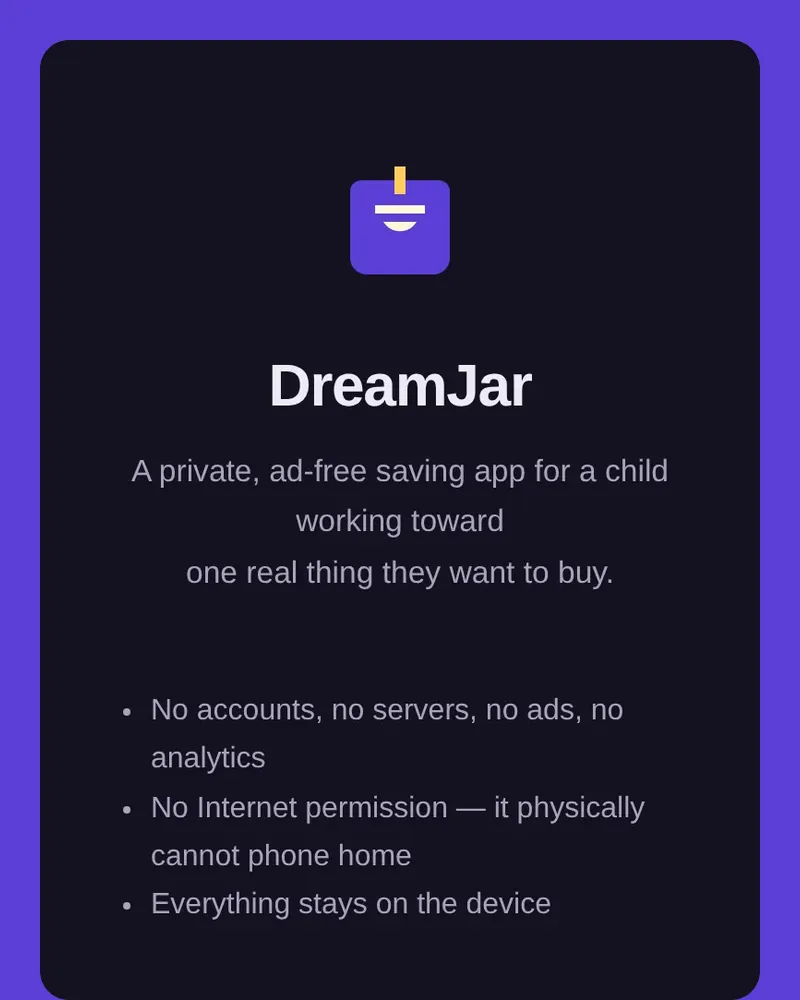 DreamJar
A private, ad-free saving app for a child
working toward
one real thing they want to buy.
• No accounts, no servers, no ads, no
analytics
• No Internet permission — it physically
cannot phone home
• Everything stays on the device